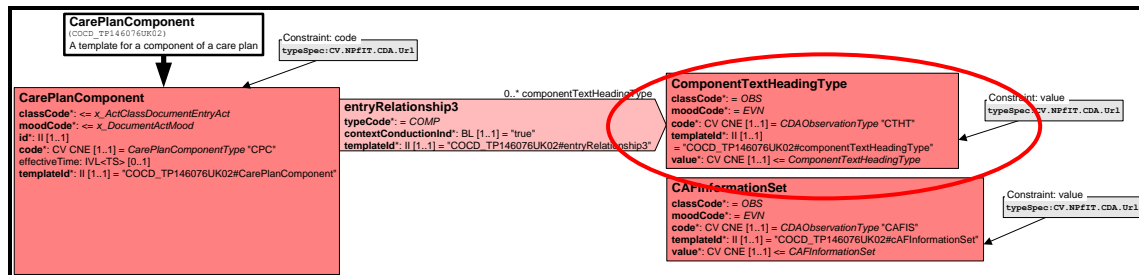 CarePlanComponent
(COCD_TP146076UK02)
A template for a component of a care plan
Constraint: code
typeSpec:CV.NPfIT.CDA.Url
CarePlanComponent
classCode*: <= x_ActClassDocumentEntryAct
moodCode*: <= x_DocumentActMood
id*: II [1..1]
code*: CV CNE [1..1] = CarePlanComponentType "CPC"
effectiveTime: IVL<TS> [0..1]
templateId*: II [1..1] = "COCD_TP146076UK02#CarePlanComponent"
0..* componentTextHeadingType
entryRelationship3
typeCode*: = COMP
contextConductionInd*: BL [1..1] = "true"
templateId*: II [1..1] = "COCD_TP146076UK02#entryRelationship3"
ComponentTextHeadingType
classCode*: = OBS
moodCode*: = EVN
code*: CV CNE [1..1] = CDAObservationType "CTHT"
templateId*: II [1..1]
= "COCD_TP146076UK02#componentTextHeadingType"
value*: CV CNE [1..1] <= ComponentTextHeadingType
Constraint: value
typeSpec:CV.NPfIT.CDA.Url
CAFInformationSet
classCode*: = OBS
moodCode*: = EVN
code*: CV CNE [1..1] = CDAObservationType "CAFIS"
templateId*: II [1..1] = "COCD_TP146076UK02#cAFInformationSet"
value*: CV CNE [1..1] <= CAFInformationSet
Constraint: value
typeSpec:CV.NPfIT.CDA.Url